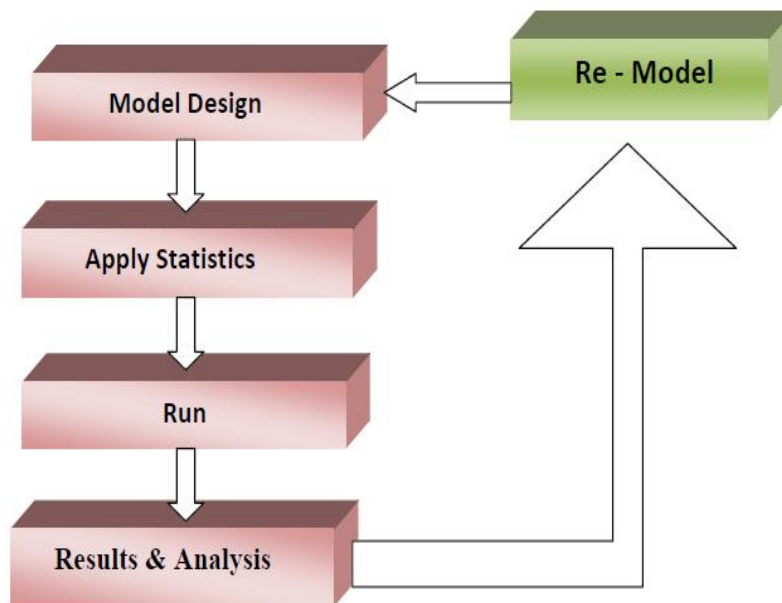 Model Design
Re - Model
Apply Statistics
Run
Results & Analysis